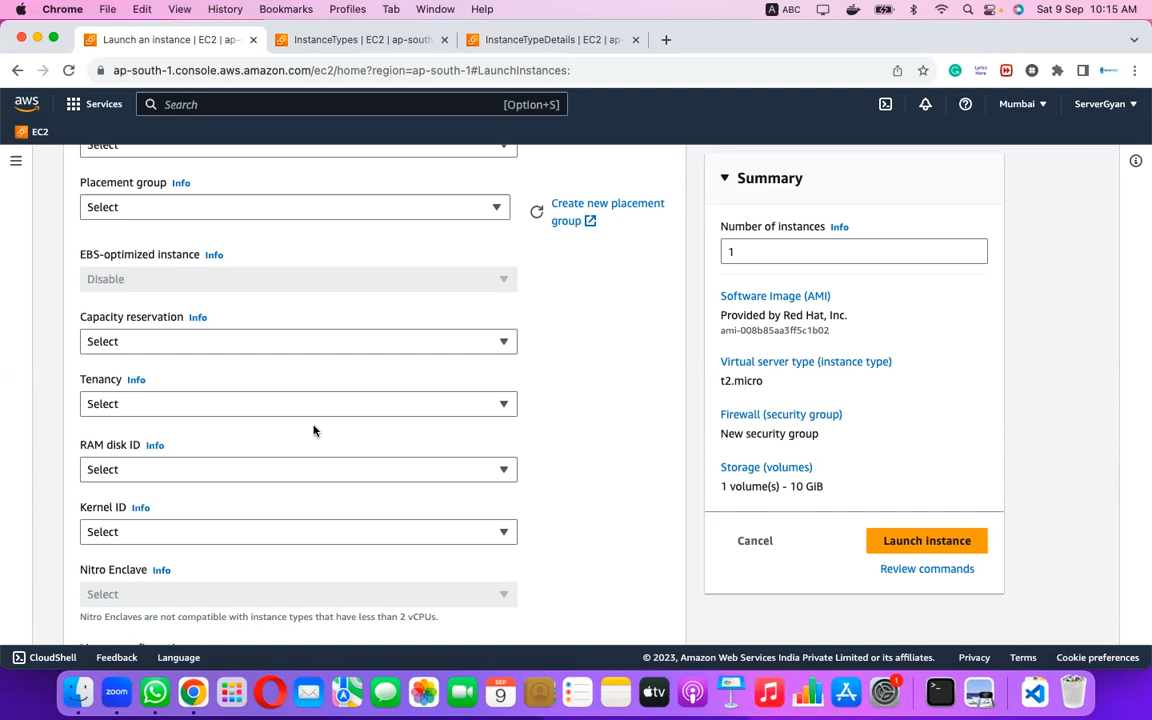 Chrome File Edit View History Bookmarks Profiles Tab Window Help A ABC Sat 9 Sep 10:15 AM
Launch an instance | EC2 | ap- InstanceTypes | EC2 | ap-south- InstanceTypeDetails | EC2 | ap-
ap-south-1.console.aws.amazon.com/ec2/home?region=ap-south-1#LaunchInstances:
aws Services Search [Option+S] Mumbai ServerGyan
EC2
Select
Placement group Info
Select
Create new placement
group
EBS-optimized instance Info
Disable
Capacity reservation Info
Select
Tenancy Info
Select
RAM disk ID Info
Select
Kernel ID Info
Select
Nitro Enclave Info
Select
Nitro Enclaves are not compatible with instance types that have less than 2 vCPUs.
Summary
Number of instances Info
1
Software Image (AMI)
Provided by Red Hat, Inc.
ami-008b85aa3ff5c1b02
Virtual server type (instance type)
t2.micro
Firewall (security group)
New security group
Storage (volumes)
1 volume(s) - 10 GiB
Cancel Launch instance
Review commands
CloudShell Feedback Language © 2023, Amazon Web Services India Private Limited or its affiliates. Privacy Terms Cookie preferences
zoom SEP 9 tv 1